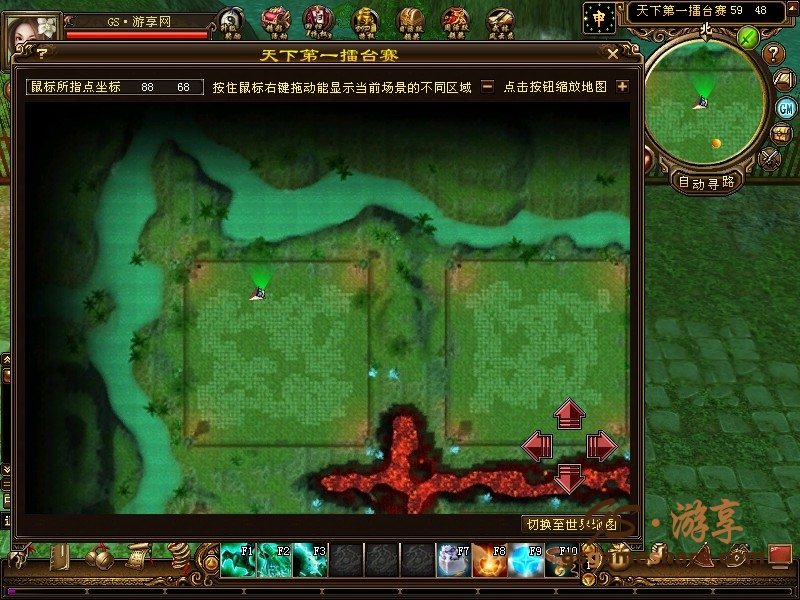 GS·游享网
天下第一擂台赛 59 48
申
北
?
天下第一擂台赛
?
鼠标所指点坐标 88 68 按住鼠标右键拖动能显示当前场景的不同区域 点击按钮缩放地图
GM
自动寻路
切换至世界地图
·游享
F1 F2 F3 F7 F8 F9 F10